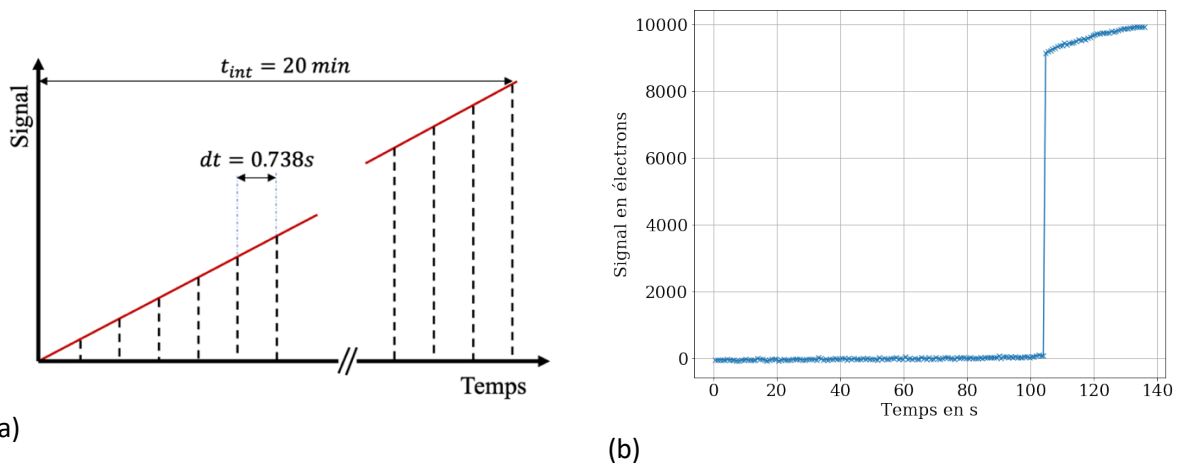 Signal
t_int = 20 min
dt = 0.738s
Temps
a)
10000
8000
6000
4000
2000
0
Signal en électrons
0 20 40 60 80 100 120 140
Temps en s
(b)